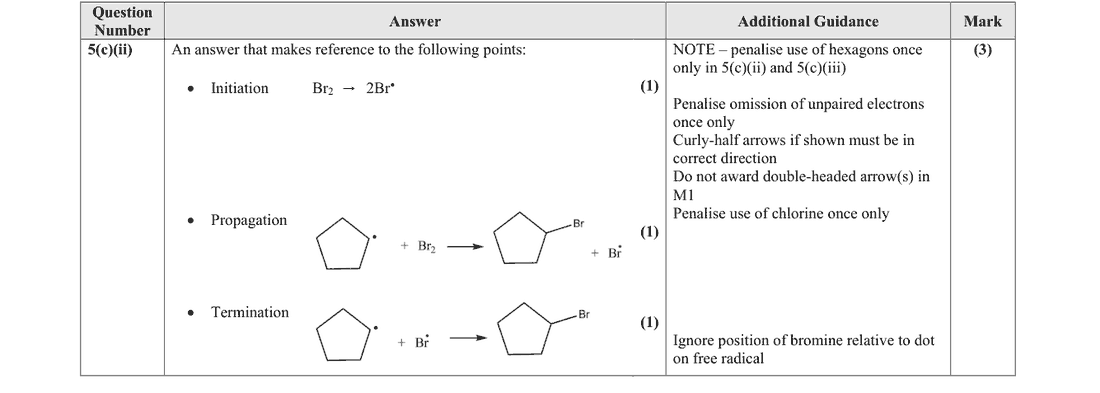 Question Number
Answer
Additional Guidance
Mark
5(c)(ii)
An answer that makes reference to the following points:
• Initiation Br₂ → 2Br• (1)
• Propagation
• + Br₂ ⟶ Br + Br• (1)
• Termination
• + Br• ⟶ Br (1)
NOTE – penalise use of hexagons once
only in 5(c)(ii) and 5(c)(iii)
Penalise omission of unpaired electrons
once only
Curly-half arrows if shown must be in
correct direction
Do not award double-headed arrow(s) in
M1
Penalise use of chlorine once only
Ignore position of bromine relative to dot
on free radical
(3)